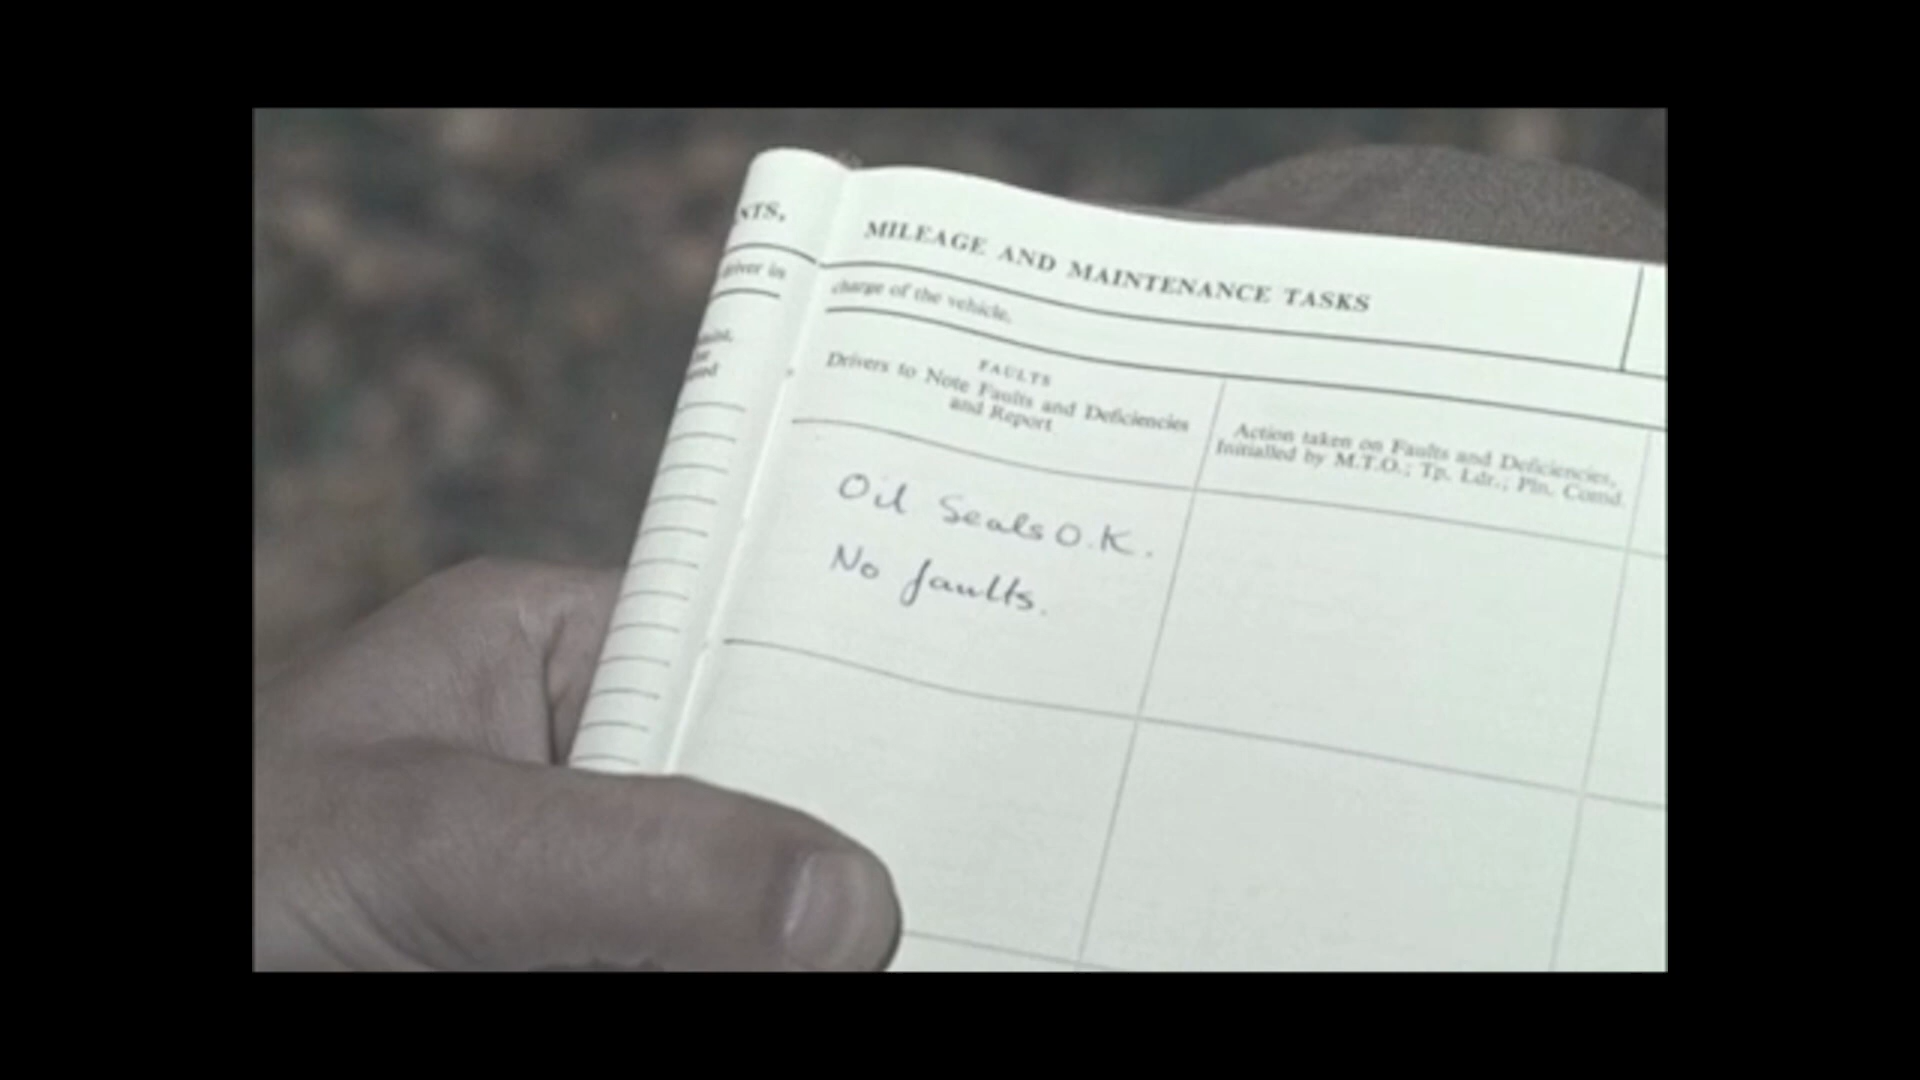 NTS,
driver in
MILEAGE AND MAINTENANCE TASKS
charge of the vehicle.
FAULTS
Drivers to Note Faults and Deficiencies
and Report
Action taken on Faults and Deficiencies,
Initialled by M.T.O.; Tp. Ldr.; Pln. Comd.
Oil Seals O.K.
No faults.